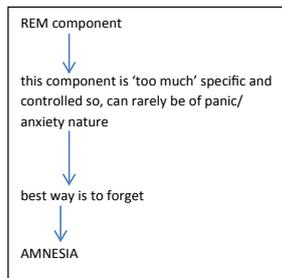 REM component
this component is ‘too much’ specific and
controlled so, can rarely be of panic/
anxiety nature
best way is to forget
AMNESIA